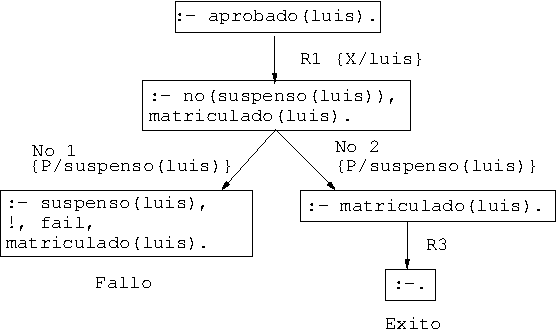 :- aprobado(luis).
R1 {X/luis}
:- no(suspenso(luis)),
matriculado(luis).
No 1
{P/suspenso(luis)}
No 2
{P/suspenso(luis)}
:- suspenso(luis),
!, fail,
matriculado(luis).
Fallo
:- matriculado(luis).
R3
:-.
Exito